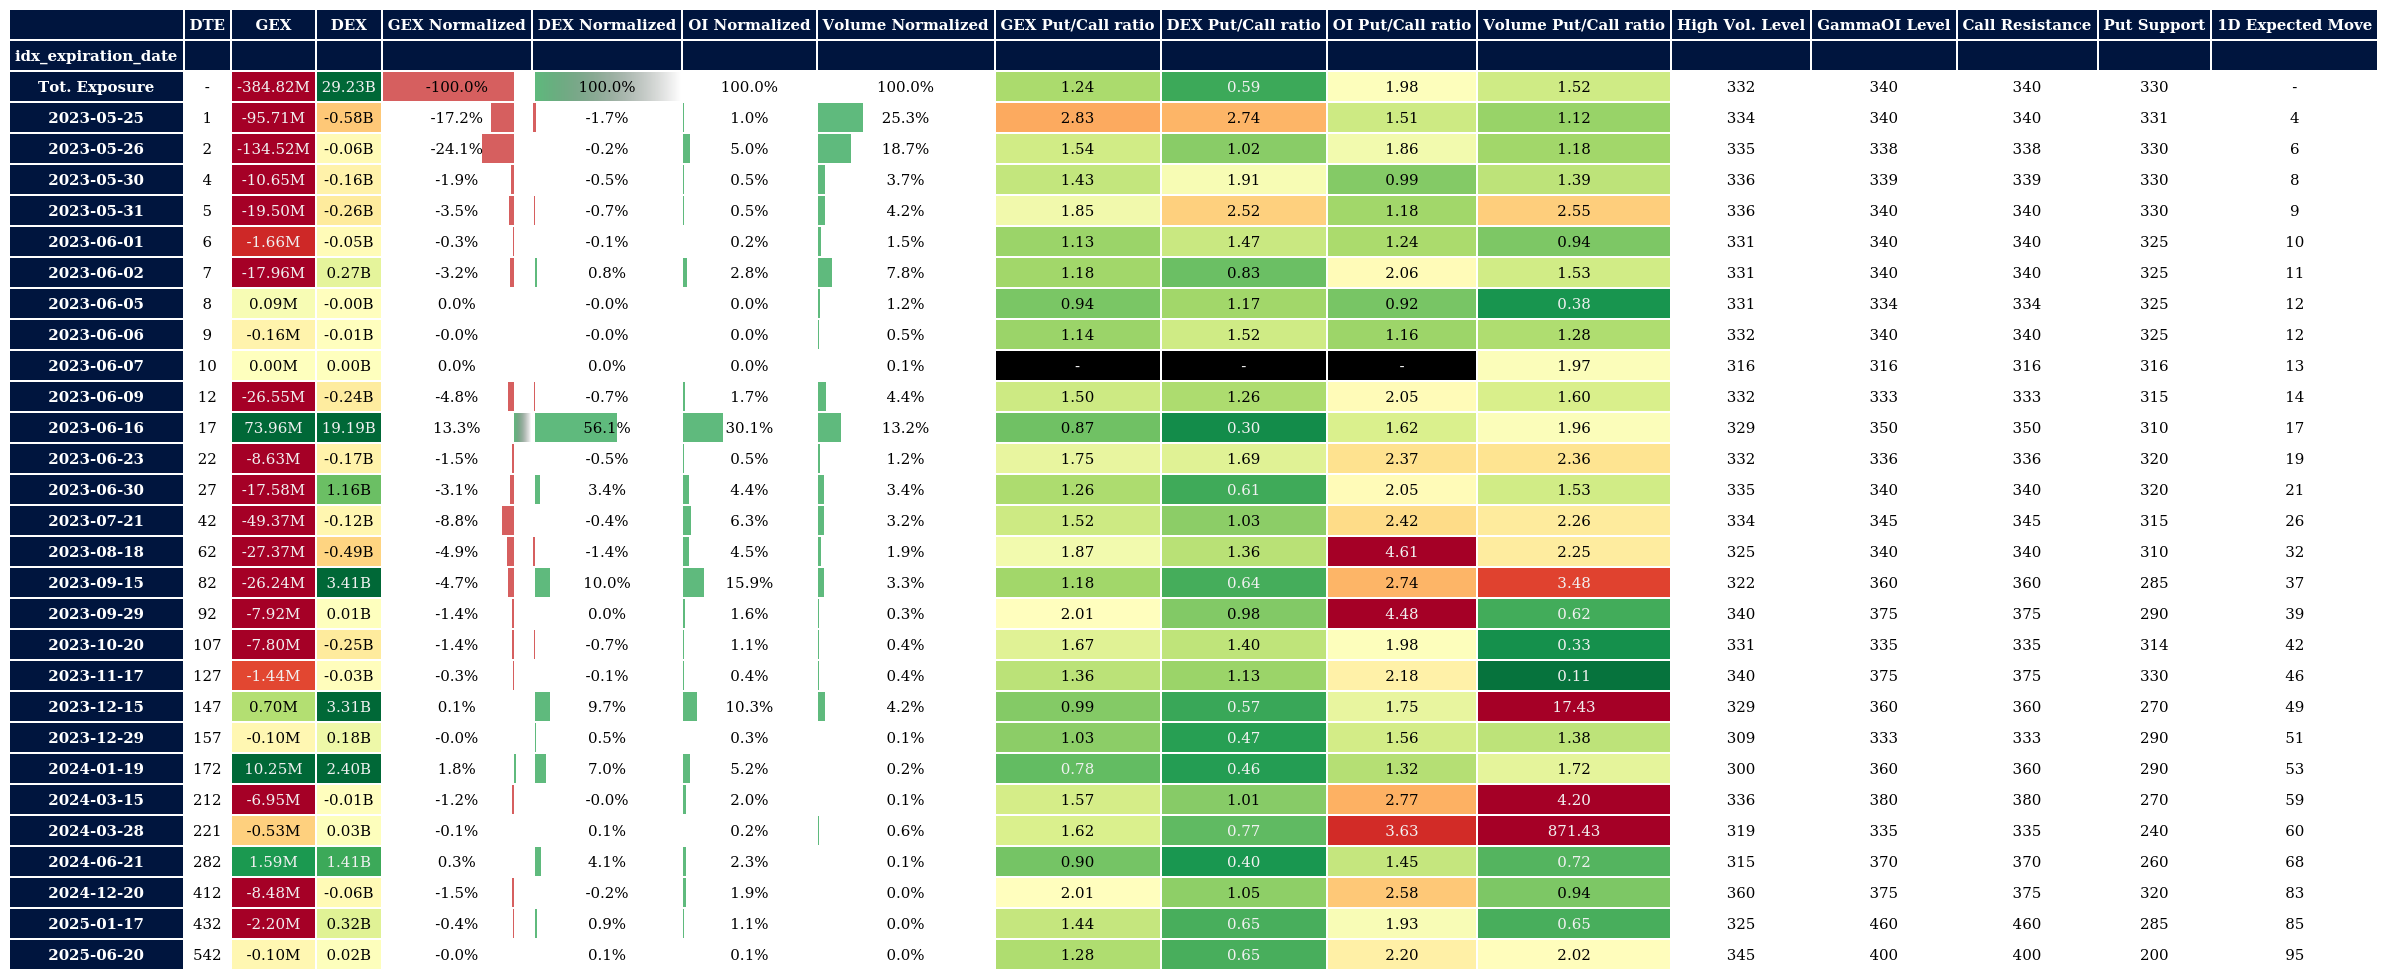 DTE GEX DEX GEX Normalized DEX Normalized OI Normalized Volume Normalized GEX Put/Call ratio DEX Put/Call ratio OI Put/Call ratio Volume Put/Call ratio High Vol. Level GammaOI Level Call Resistance Put Support 1D Expected Move
idx_expiration_date
Tot. Exposure - -384.82M 29.23B -100.0% 100.0% 100.0% 100.0% 1.24 0.59 1.98 1.52 332 340 340 330 -
2023-05-25 1 -95.71M -0.58B -17.2% -1.7% 1.0% 25.3% 2.83 2.74 1.51 1.12 334 340 340 331 4
2023-05-26 2 -134.52M -0.06B -24.1% -0.2% 5.0% 18.7% 1.54 1.02 1.86 1.18 335 338 338 330 6
2023-05-30 4 -10.65M -0.16B -1.9% -0.5% 0.5% 3.7% 1.43 1.91 0.99 1.39 336 339 339 330 8
2023-05-31 5 -19.50M -0.26B -3.5% -0.7% 0.5% 4.2% 1.85 2.52 1.18 2.55 336 340 340 330 9
2023-06-01 6 -1.66M -0.05B -0.3% -0.1% 0.2% 1.5% 1.13 1.47 1.24 0.94 331 340 340 325 10
2023-06-02 7 -17.96M 0.27B -3.2% 0.8% 2.8% 7.8% 1.18 0.83 2.06 1.53 331 340 340 325 11
2023-06-05 8 0.09M -0.00B 0.0% -0.0% 0.0% 1.2% 0.94 1.17 0.92 0.38 331 334 334 325 12
2023-06-06 9 -0.16M -0.01B -0.0% -0.0% 0.0% 0.5% 1.14 1.52 1.16 1.28 332 340 340 325 12
2023-06-07 10 0.00M 0.00B 0.0% 0.0% 0.0% 0.1% - - - 1.97 316 316 316 316 13
2023-06-09 12 -26.55M -0.24B -4.8% -0.7% 1.7% 4.4% 1.50 1.26 2.05 1.60 332 333 333 315 14
2023-06-16 17 73.96M 19.19B 13.3% 56.1% 30.1% 13.2% 0.87 0.30 1.62 1.96 329 350 350 310 17
2023-06-23 22 -8.63M -0.17B -1.5% -0.5% 0.5% 1.2% 1.75 1.69 2.37 2.36 332 336 336 320 19
2023-06-30 27 -17.58M 1.16B -3.1% 3.4% 4.4% 3.4% 1.26 0.61 2.05 1.53 335 340 340 320 21
2023-07-21 42 -49.37M -0.12B -8.8% -0.4% 6.3% 3.2% 1.52 1.03 2.42 2.26 334 345 345 315 26
2023-08-18 62 -27.37M -0.49B -4.9% -1.4% 4.5% 1.9% 1.87 1.36 4.61 2.25 325 340 340 310 32
2023-09-15 82 -26.24M 3.41B -4.7% 10.0% 15.9% 3.3% 1.18 0.64 2.74 3.48 322 360 360 285 37
2023-09-29 92 -7.92M 0.01B -1.4% 0.0% 1.6% 0.3% 2.01 0.98 4.48 0.62 340 375 375 290 39
2023-10-20 107 -7.80M -0.25B -1.4% -0.7% 1.1% 0.4% 1.67 1.40 1.98 0.33 331 335 335 314 42
2023-11-17 127 -1.44M -0.03B -0.3% -0.1% 0.4% 0.4% 1.36 1.13 2.18 0.11 340 375 375 330 46
2023-12-15 147 0.70M 3.31B 0.1% 9.7% 10.3% 4.2% 0.99 0.57 1.75 17.43 329 360 360 270 49
2023-12-29 157 -0.10M 0.18B -0.0% 0.5% 0.3% 0.1% 1.03 0.47 1.56 1.38 309 333 333 290 51
2024-01-19 172 10.25M 2.40B 1.8% 7.0% 5.2% 0.2% 0.78 0.46 1.32 1.72 300 360 360 290 53
2024-03-15 212 -6.95M -0.01B -1.2% -0.0% 2.0% 0.1% 1.57 1.01 2.77 4.20 336 380 380 270 59
2024-03-28 221 -0.53M 0.03B -0.1% 0.1% 0.2% 0.6% 1.62 0.77 3.63 871.43 319 335 335 240 60
2024-06-21 282 1.59M 1.41B 0.3% 4.1% 2.3% 0.1% 0.90 0.40 1.45 0.72 315 370 370 260 68
2024-12-20 412 -8.48M -0.06B -1.5% -0.2% 1.9% 0.0% 2.01 1.05 2.58 0.94 360 375 375 320 83
2025-01-17 432 -2.20M 0.32B -0.4% 0.9% 1.1% 0.0% 1.44 0.65 1.93 0.65 325 460 460 285 85
2025-06-20 542 -0.10M 0.02B -0.0% 0.1% 0.1% 0.0% 1.28 0.65 2.20 2.02 345 400 400 200 95